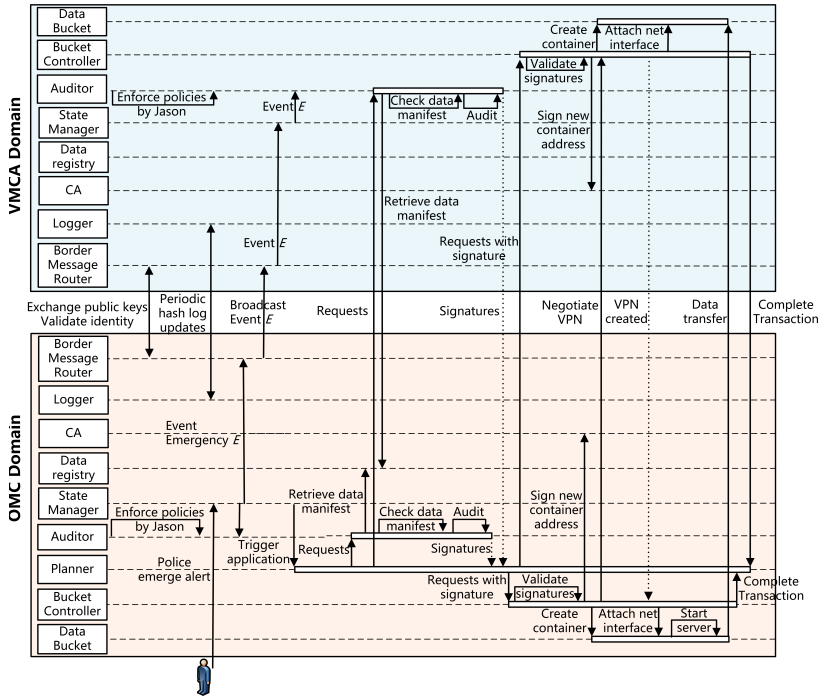 VMCA Domain
Data
Bucket
Bucket
Controller
Auditor
State
Manager
Data
registry
CA
Logger
Border
Message
Router
Create
container
Attach net
interface
Validate
signatures
Enforce policies
by Jason
Event E
Check data
manifest
Audit
Sign new
container
address
Retrieve data
manifest
Event E
Requests with
signature
Exchange public keys
Validate identity
Periodic
hash log
updates
Broadcast
Event E
Requests
Signatures
Negotiate
VPN
VPN
created
Data
transfer
Complete
Transaction
OMC Domain
Border
Message
Router
Logger
CA
Data
registry
State
Manager
Auditor
Planner
Bucket
Controller
Data
Bucket
Event
Emergency E
Retrieve data
manifest
Sign new
container
address
Enforce policies
by Jason
Check data
manifest
Audit
Trigger
application
Requests
Signatures
Police
emerge alert
Requests with
signature
Validate
signatures
Complete
Transaction
Create
container
Attach net
interface
Start
server